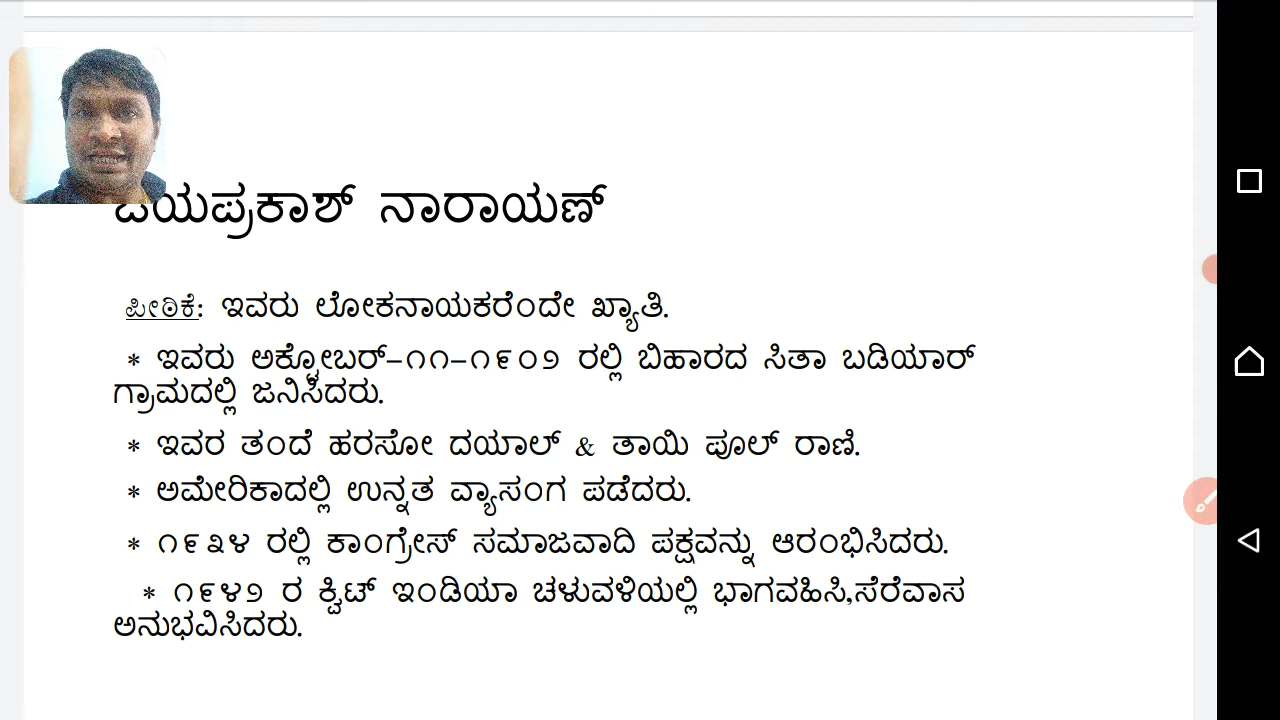 ಜಯಪ್ರಕಾಶ್ ನಾರಾಯಣ್
ಪೀಠಿಕೆ: ಇವರು ಲೋಕನಾಯಕರೆಂದೇ ಖ್ಯಾತಿ.
* ಇವರು ಅಕ್ಟೋಬರ್–೧೧–೧೯೦೨ ರಲ್ಲಿ ಬಿಹಾರದ ಸಿತಾ ಬಡಿಯಾರ್
ಗ್ರಾಮದಲ್ಲಿ ಜನಿಸಿದರು.
* ಇವರ ತಂದೆ ಹರಸೋ ದಯಾಲ್ & ತಾಯಿ ಪೂಲ್ ರಾಣಿ.
* ಅಮೇರಿಕಾದಲ್ಲಿ ಉನ್ನತ ವ್ಯಾಸಂಗ ಪಡೆದರು.
* ೧೯೩೪ ರಲ್ಲಿ ಕಾಂಗ್ರೇಸ್ ಸಮಾಜವಾದಿ ಪಕ್ಷವನ್ನು ಆರಂಭಿಸಿದರು.
* ೧೯೪೨ ರ ಕ್ವಿಟ್ ಇಂಡಿಯಾ ಚಳುವಳಿಯಲ್ಲಿ ಭಾಗವಹಿಸಿ,ಸೆರೆವಾಸ
ಅನುಭವಿಸಿದರು.